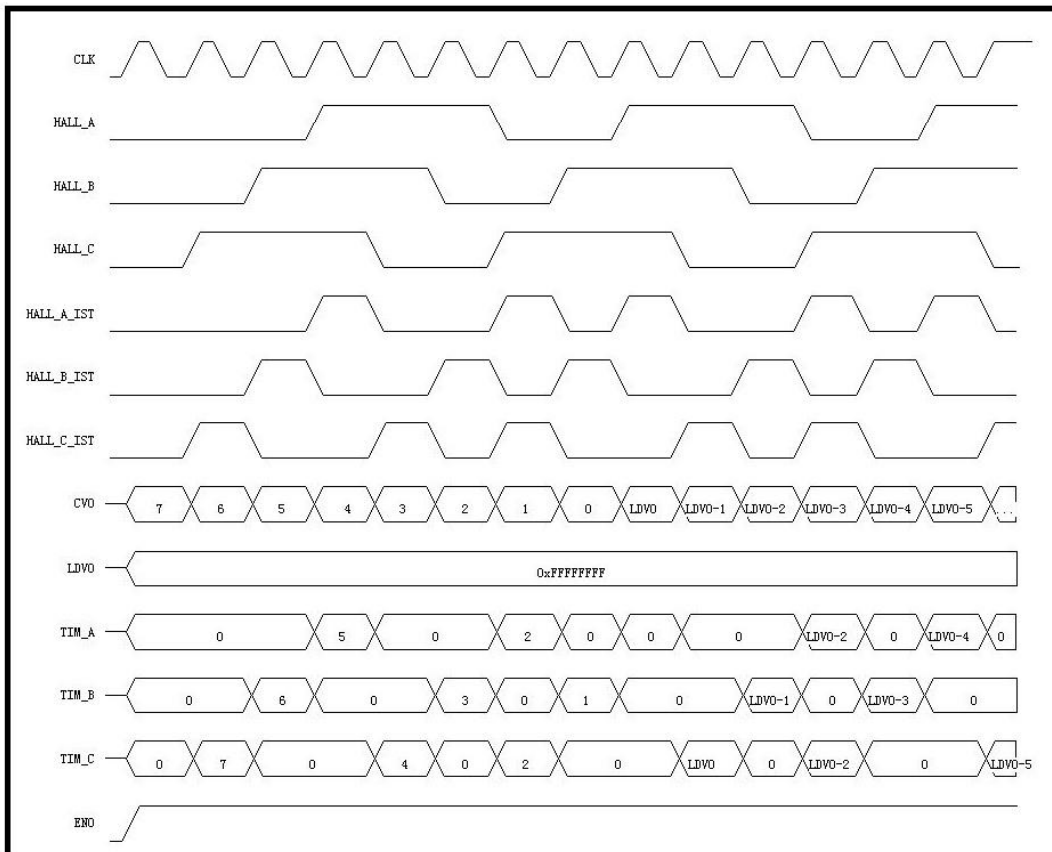 CLK
HALL_A
HALL_B
HALL_C
HALL_A_IST
HALL_B_IST
HALL_C_IST
CVO 7 6 5 4 3 2 1 0 LDVO LDVO-1 LDVO-2 LDVO-3 LDVO-4 LDVO-5 ...
LDVO 0xFFFFFFFF
TIM_A 0 5 0 2 0 0 0 LDVO-2 0 LDVO-4 0
TIM_B 0 6 0 3 0 1 0 LDVO-1 0 LDVO-3 0
TIM_C 0 7 0 4 0 2 0 LDVO 0 LDVO-2 0 LDVO-5
ENO